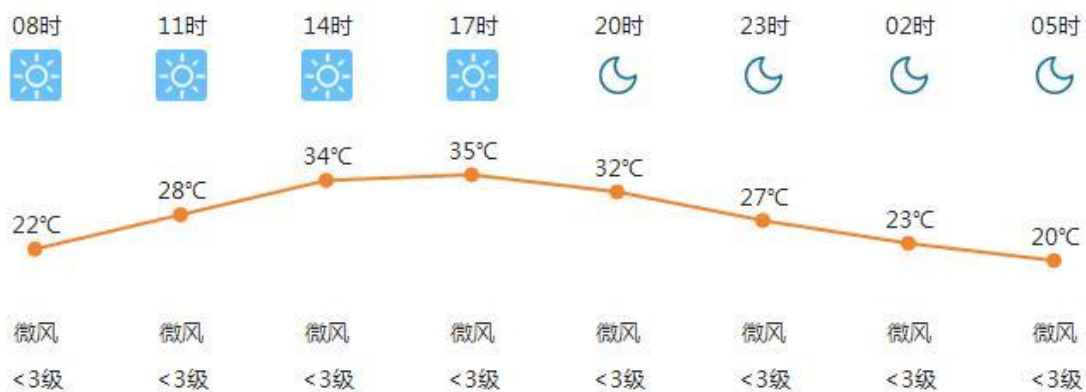 08时 11时 14时 17时 20时 23时 02时 05时
22℃ 28℃ 34℃ 35℃ 32℃ 27℃ 23℃ 20℃
微风 微风 微风 微风 微风 微风 微风 微风
<3级 <3级 <3级 <3级 <3级 <3级 <3级 <3级